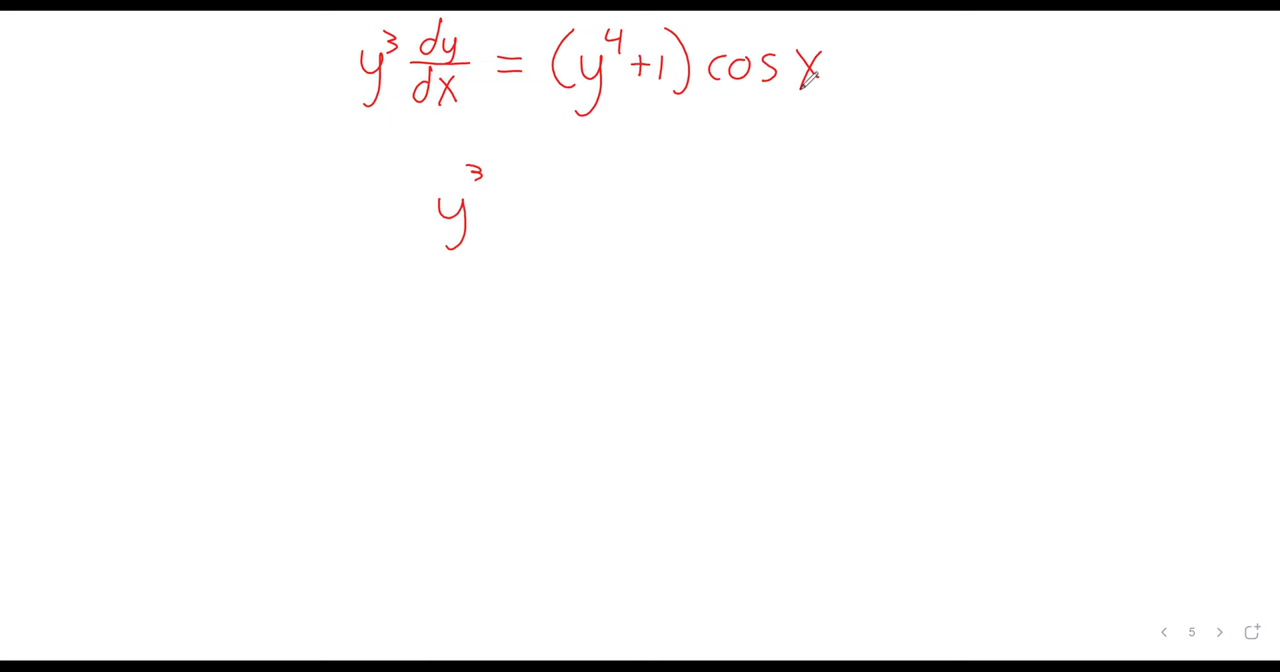 y³ dy/dx = (y⁴+1) cos x
y³
5